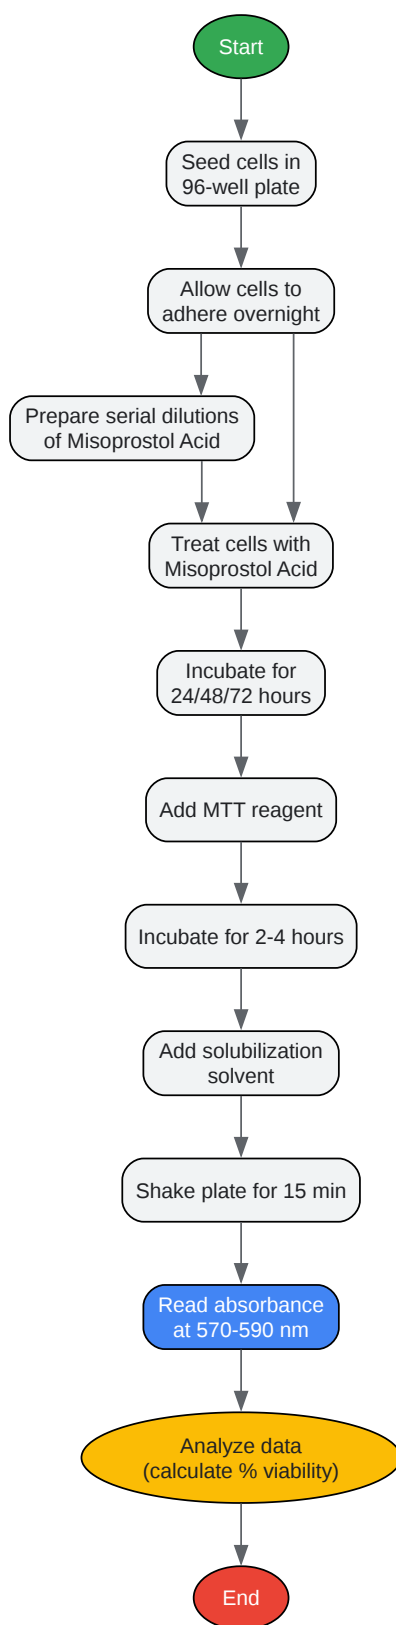 Start
Seed cells in
96-well plate
Allow cells to
adhere overnight
Prepare serial dilutions
of Misoprostol Acid
Treat cells with
Misoprostol Acid
Incubate for
24/48/72 hours
Add MTT reagent
Incubate for 2-4 hours
Add solubilization
solvent
Shake plate for 15 min
Read absorbance
at 570-590 nm
Analyze data
(calculate % viability)
End